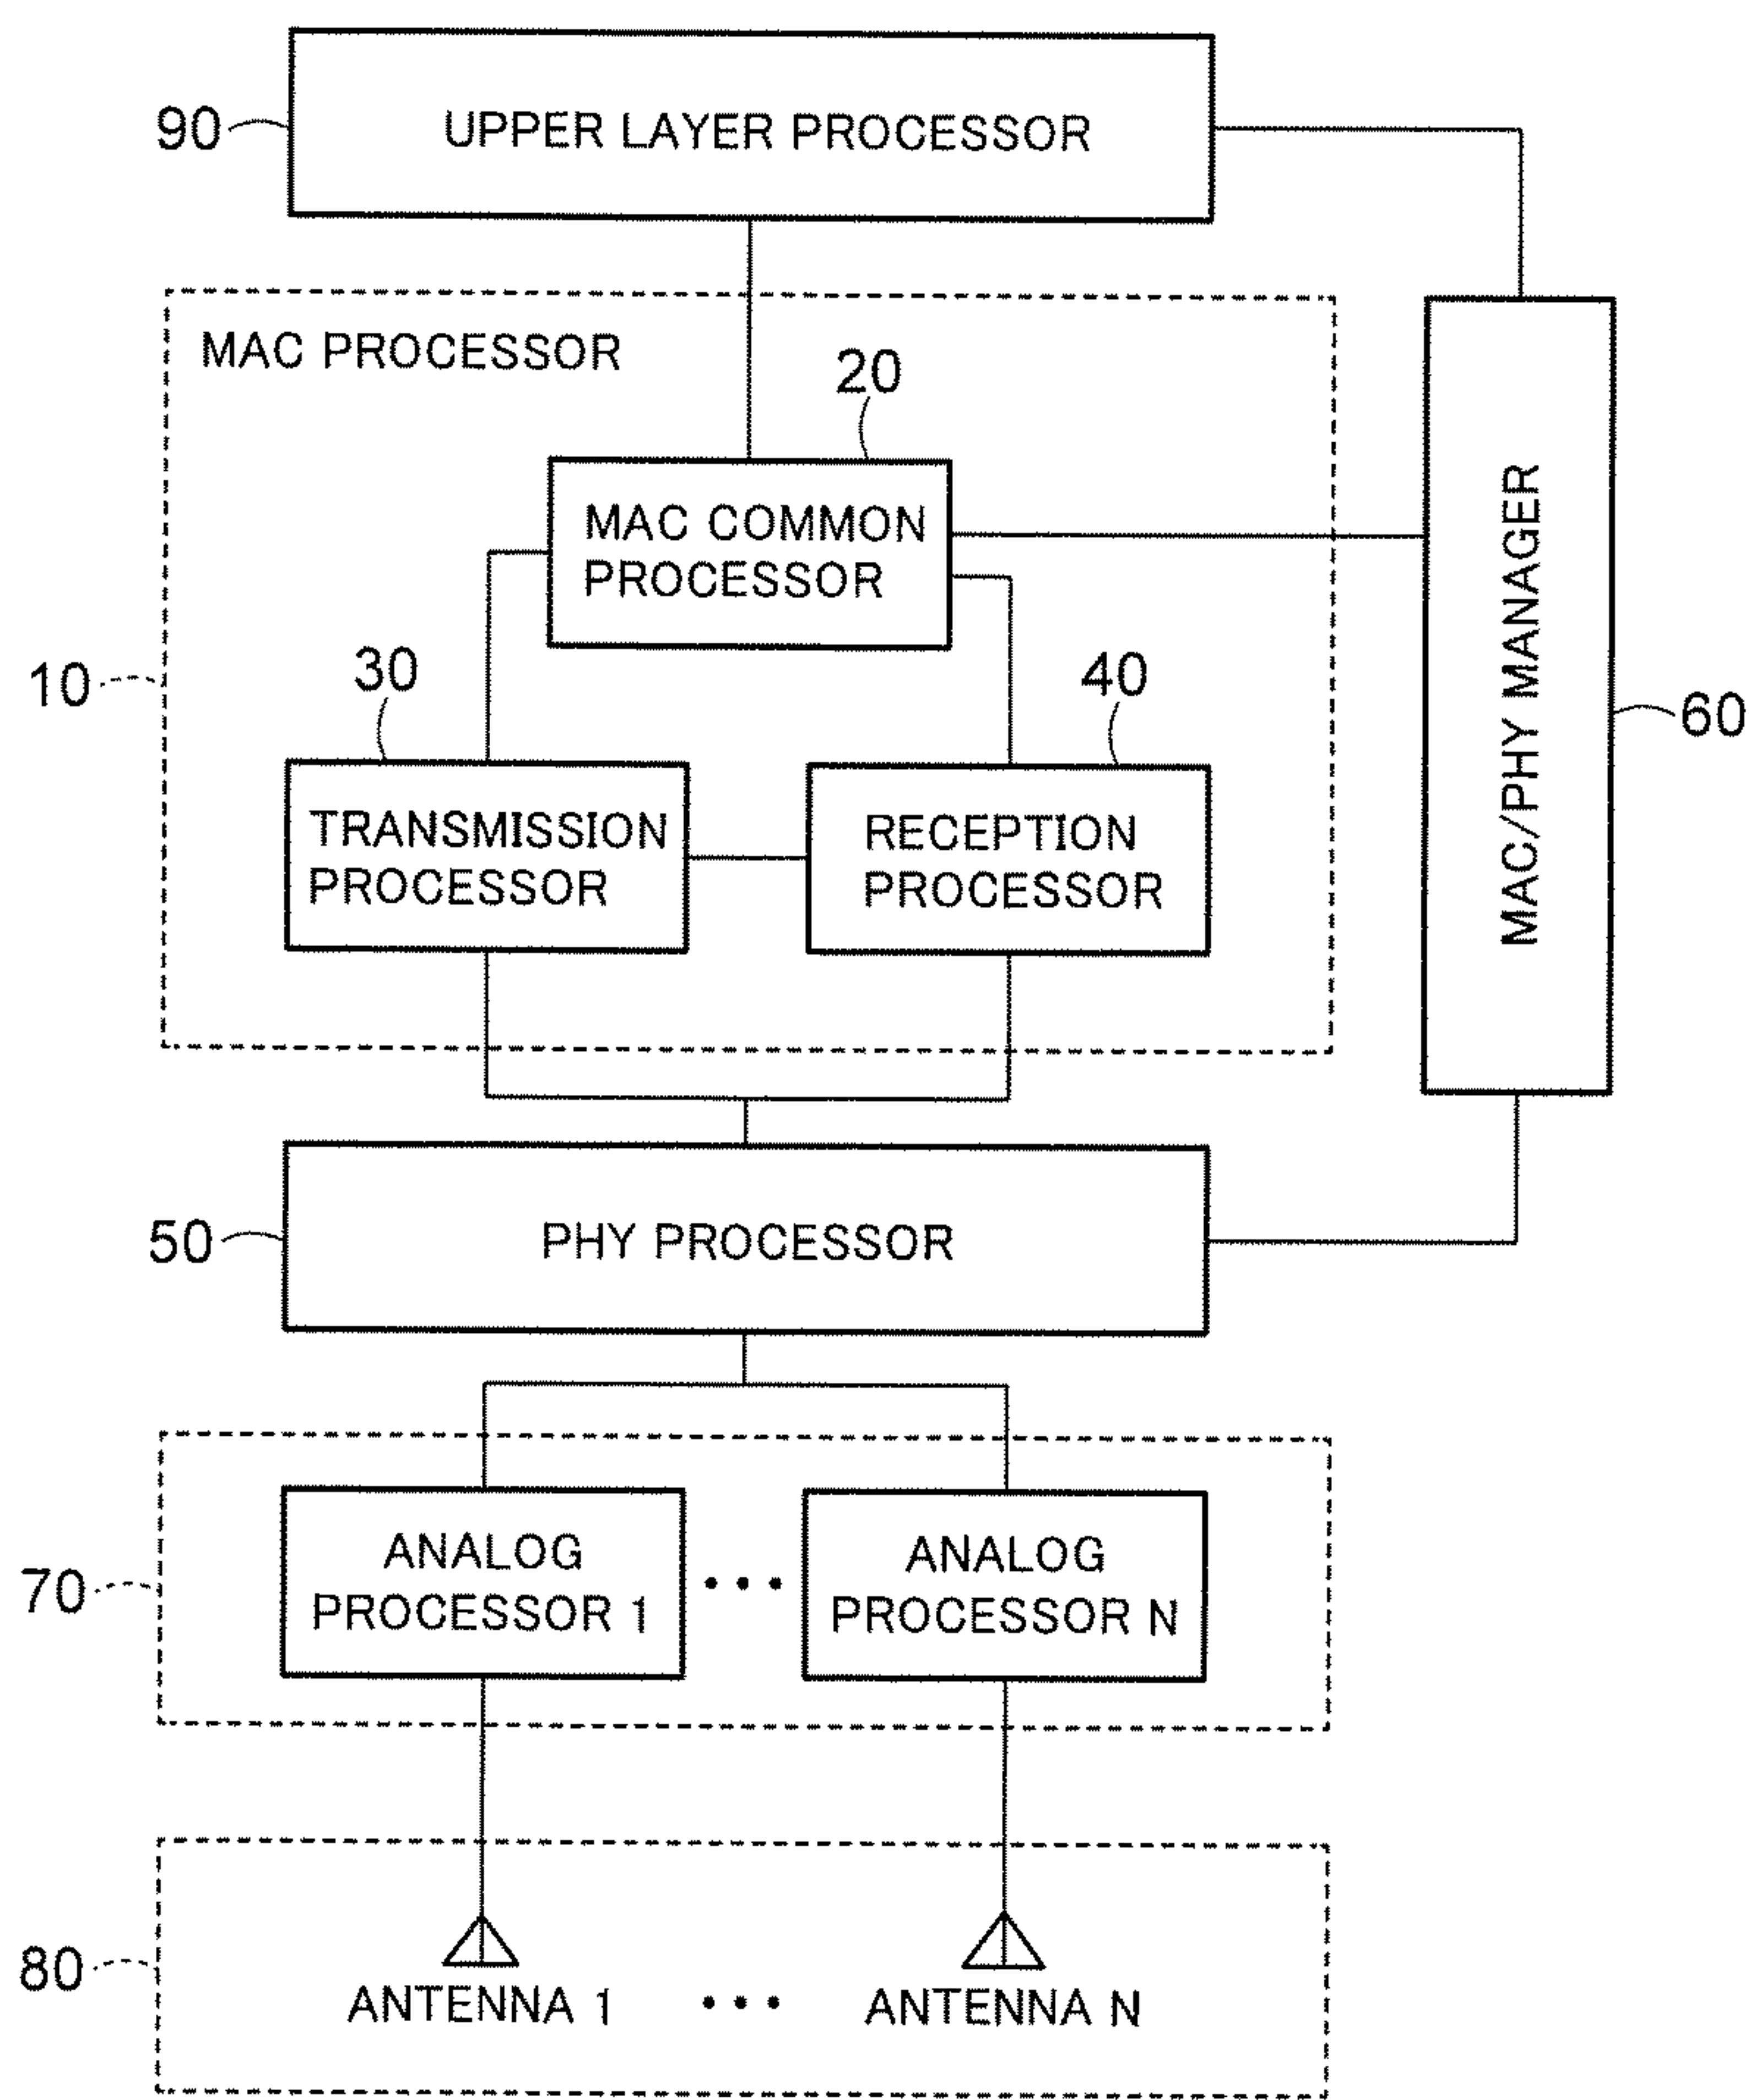 90
UPPER LAYER PROCESSOR
MAC PROCESSOR
20
MAC COMMON
PROCESSOR
10
30
40
TRANSMISSION
PROCESSOR
RECEPTION
PROCESSOR
MAC/PHY MANAGER
60
50
PHY PROCESSOR
70
ANALOG
PROCESSOR 1
•••
ANALOG
PROCESSOR N
80
ANTENNA 1
•••
ANTENNA N